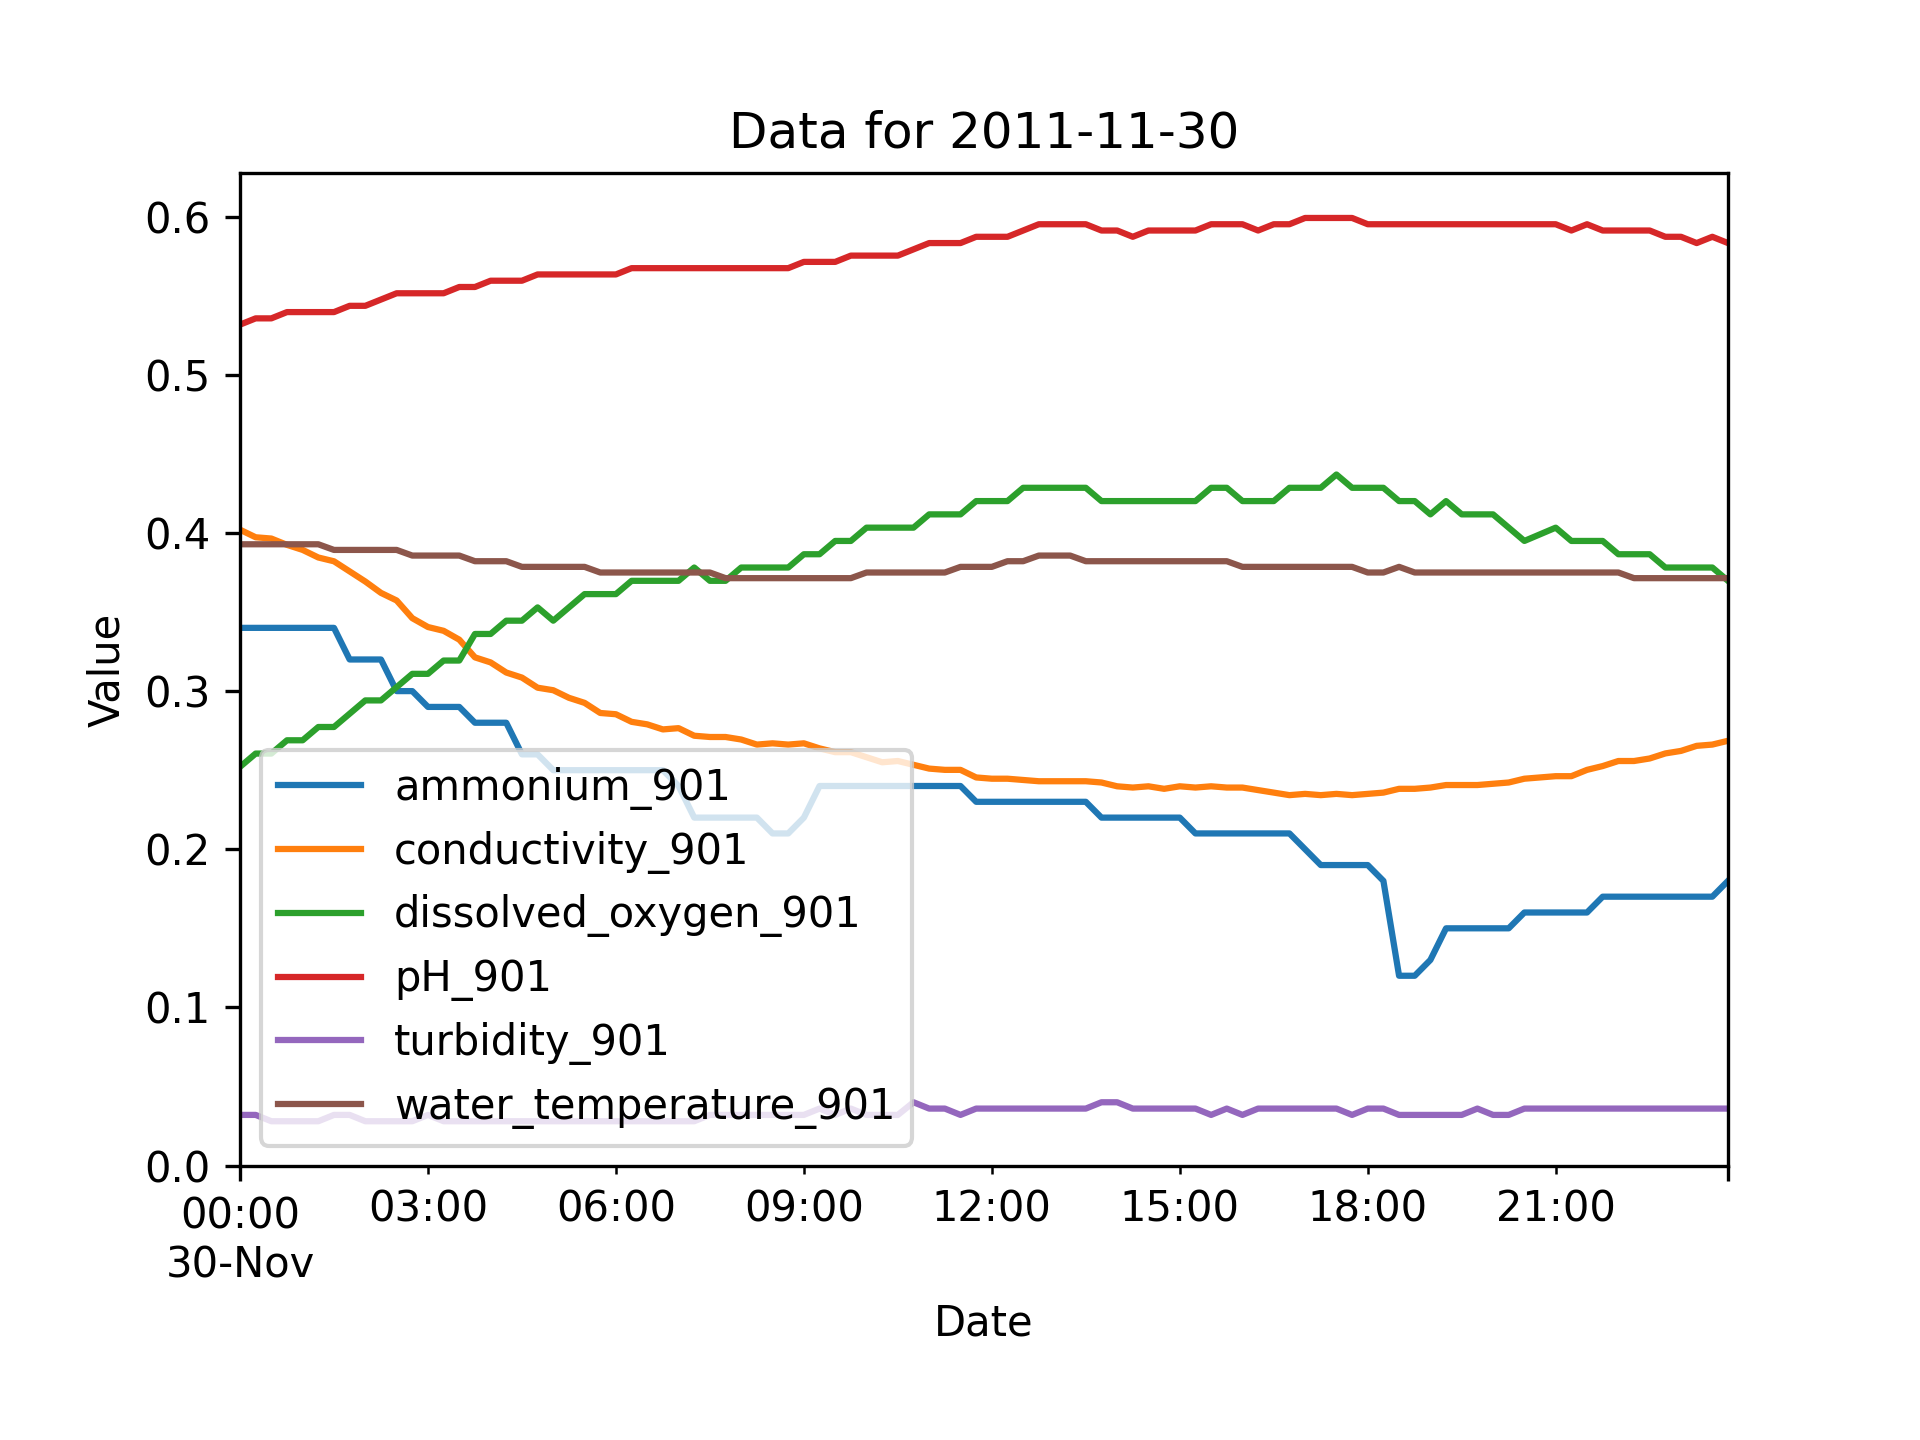 Data for 2011-11-30
Value
0.6
0.5
0.4
0.3
0.2
0.1
0.0
ammonium_901
conductivity_901
dissolved_oxygen_901
pH_901
turbidity_901
water_temperature_901
00:00 03:00 06:00 09:00 12:00 15:00 18:00 21:00
30-Nov
Date